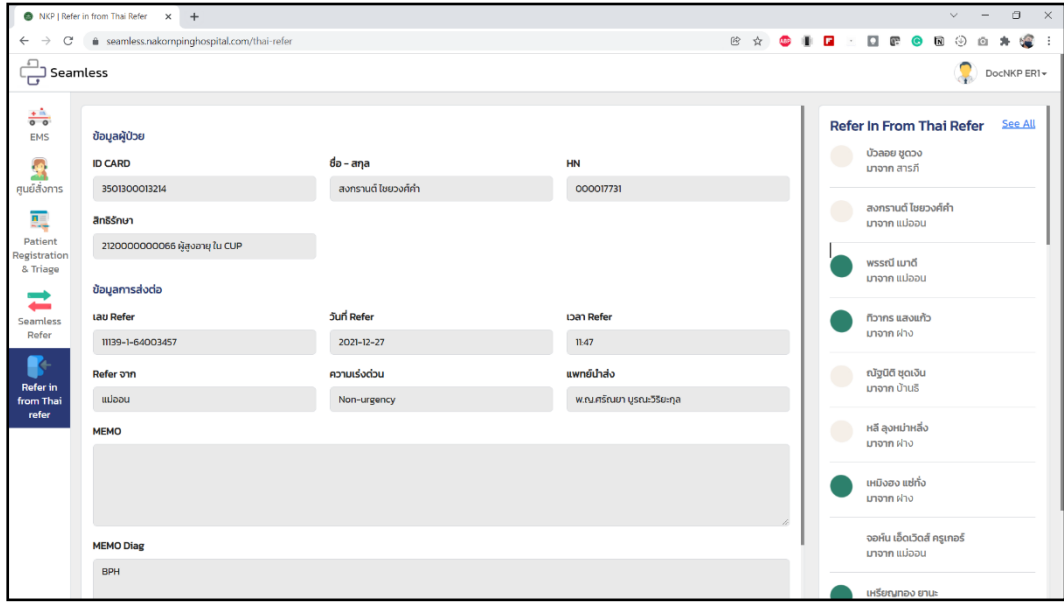 NKP | Refer in from Thai Refer
seamless.nakornpinghospital.com/thai-refer
Seamless
DocNKP ER1
EMS
ศูนย์สั่งการ
Patient
Registration
& Triage
Seamless
Refer
Refer in
from Thai
refer
ข้อมูลผู้ป่วย
ID CARD
ชื่อ - สกุล
HN
3501300013214
สงกรานต์ ไชยวงศ์คำ
000017731
สิทธิรักษา
2120000000066 ผู้สูงอายุ ใน CUP
ข้อมูลการส่งต่อ
เลข Refer
วันที่ Refer
เวลา Refer
11139-1-64003457
2021-12-27
11:47
Refer จาก
ความเร่งด่วน
แพทย์นำส่ง
แม่ออน
Non-urgency
พ.ญ.ศรัณยา บูรณะวิริยะกุล
MEMO
MEMO Diag
BPH
Refer In From Thai Refer
See All
บัวลอย ชูดวง
มาจาก สารภี
สงกรานต์ ไชยวงศ์คำ
มาจาก แม่ออน
พรรณี เมาดี
มาจาก แม่ออน
ทิวากร แสงแก้ว
มาจาก ฝาง
ณัฐนิติ ชุดเงิน
มาจาก บ้านธิ
หลี ลุงหม่าหลิ่ง
มาจาก ฝาง
เหมิงฮง แซ่กั่ง
มาจาก ฝาง
จอห์น เอ็ดเวิดส์ ครูเกอร์
มาจาก แม่ออน
เหรียญทอง ยานะ